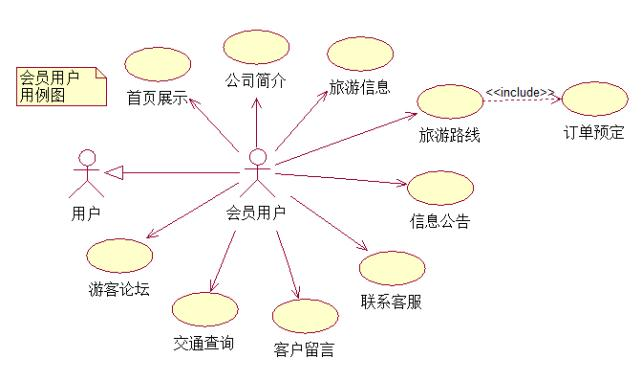 会员用户
用例图
首页展示
公司简介
旅游信息
<<include>>
旅游路线
订单预定
用户
会员用户
信息公告
游客论坛
联系客服
交通查询
客户留言